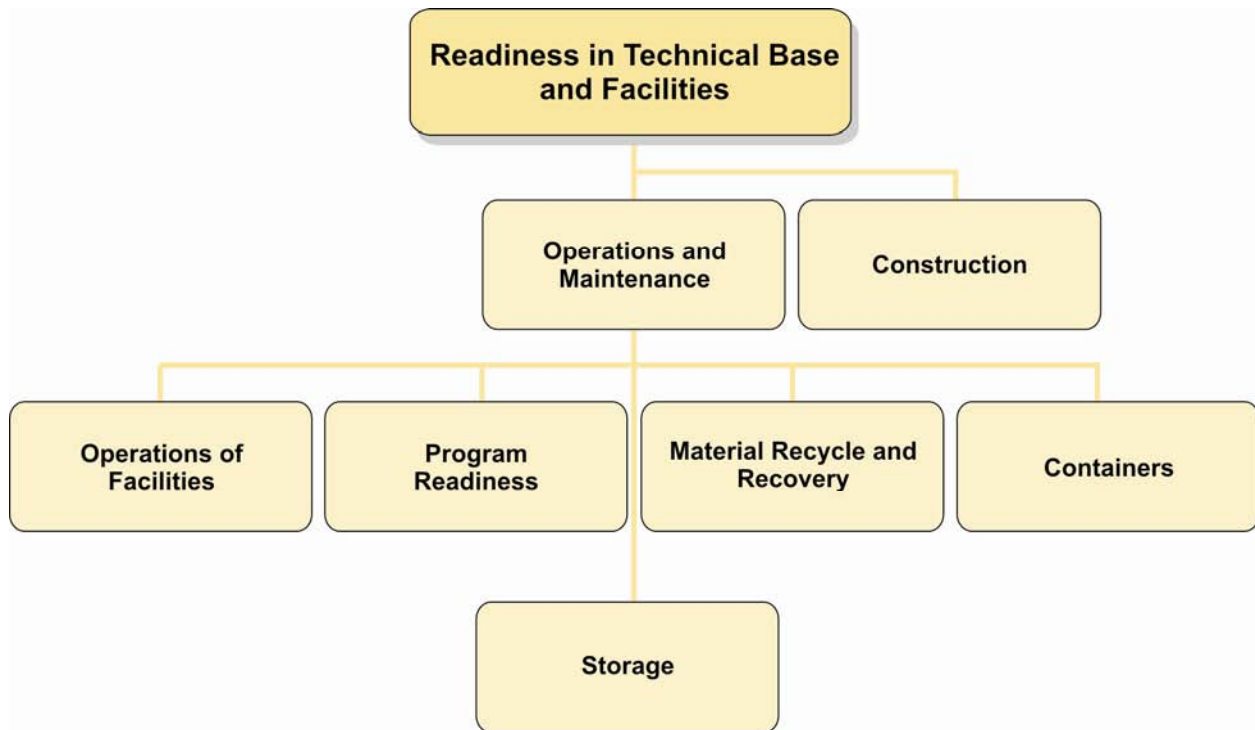 Readiness in Technical Base
and Facilities
Operations and
Maintenance
Construction
Operations of
Facilities
Program
Readiness
Material Recycle and
Recovery
Containers
Storage